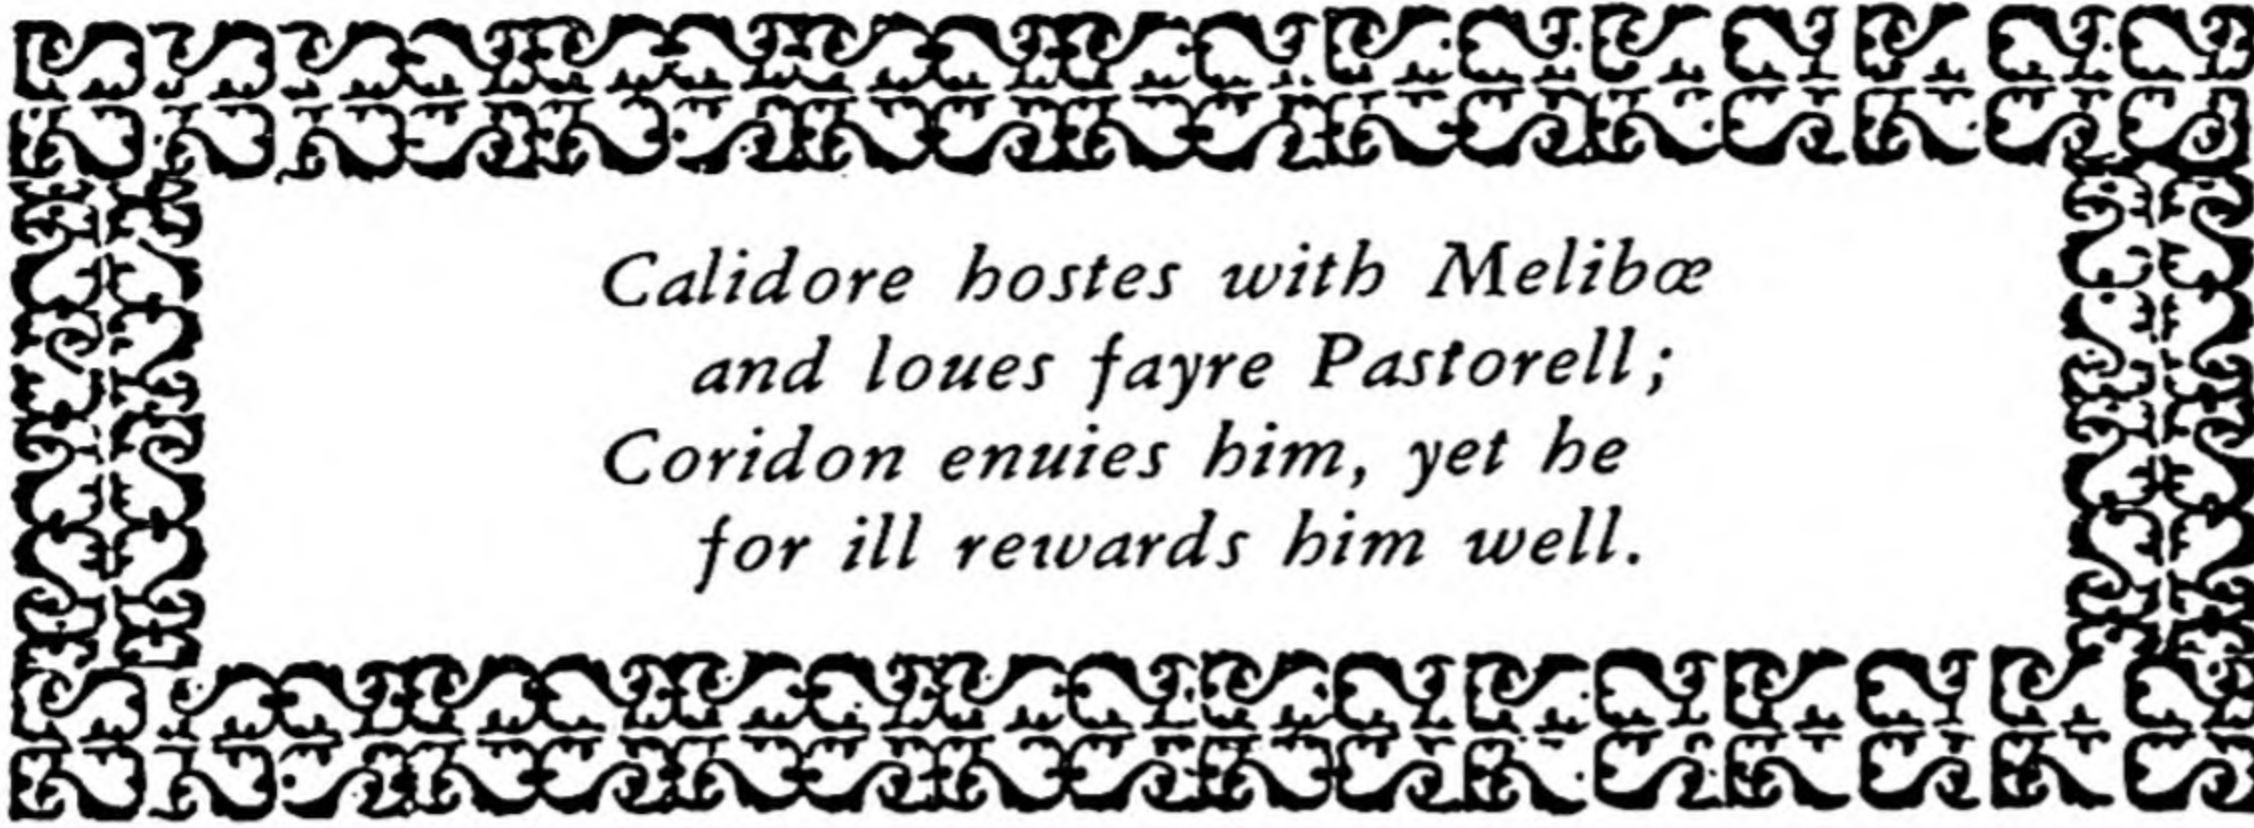 Calidore hostes with Melibœ
and loues fayre Pastorell;
Coridon enuies him, yet he
for ill rewards him well.